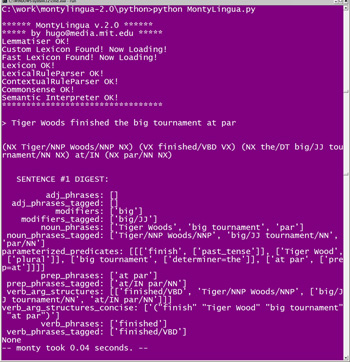 C:\work\montylingua-2.0\python>python MontyLingua.py
****** MontyLingua v.2.0 ******
***** by hugo@media.mit.edu *****
Lemmatiser OK!
Custom Lexicon Found! Now Loading!
Fast Lexicon Found! Now Loading!
Lexicon OK!
LexicalRuleParser OK!
ContextualRuleParser OK!
Commonsense OK!
Semantic Interpreter OK!
*********************************
> Tiger Woods finished the big tournament at par
(NX Tiger/NNP Woods/NNP NX) (VX finished/VBD VX) (NX the/DT big/JJ tou
rnament/NN NX) at/IN (NX par/NN NX)
SENTENCE #1 DIGEST:
adj_phrases: []
adj_phrases_tagged: []
modifiers: ['big']
modifiers_tagged: ['big/JJ']
noun_phrases: ['Tiger Woods', 'big tournament', 'par']
noun_phrases_tagged: ['Tiger/NNP Woods/NNP', 'big/JJ tournament/NN',
'par/NN']
parameterized_predicates: [[['finish', ['past_tense']], ['Tiger Wood',
['plural']], ['big tournament', ['determiner=the']], ['at par', ['pre
p=at']]]]
prep_phrases: ['at par']
prep_phrases_tagged: ['at/IN par/NN']
verb_arg_structures: [['finished/VBD', 'Tiger/NNP Woods/NNP', ['big/J
J tournament/NN', 'at/IN par/NN']]]
verb_arg_structures_concise: ['("finish" "Tiger Wood" "big tournament"
"at par")']
verb_phrases: ['finished']
verb_phrases_tagged: ['finished/VBD']
None
-- monty took 0.04 seconds. --